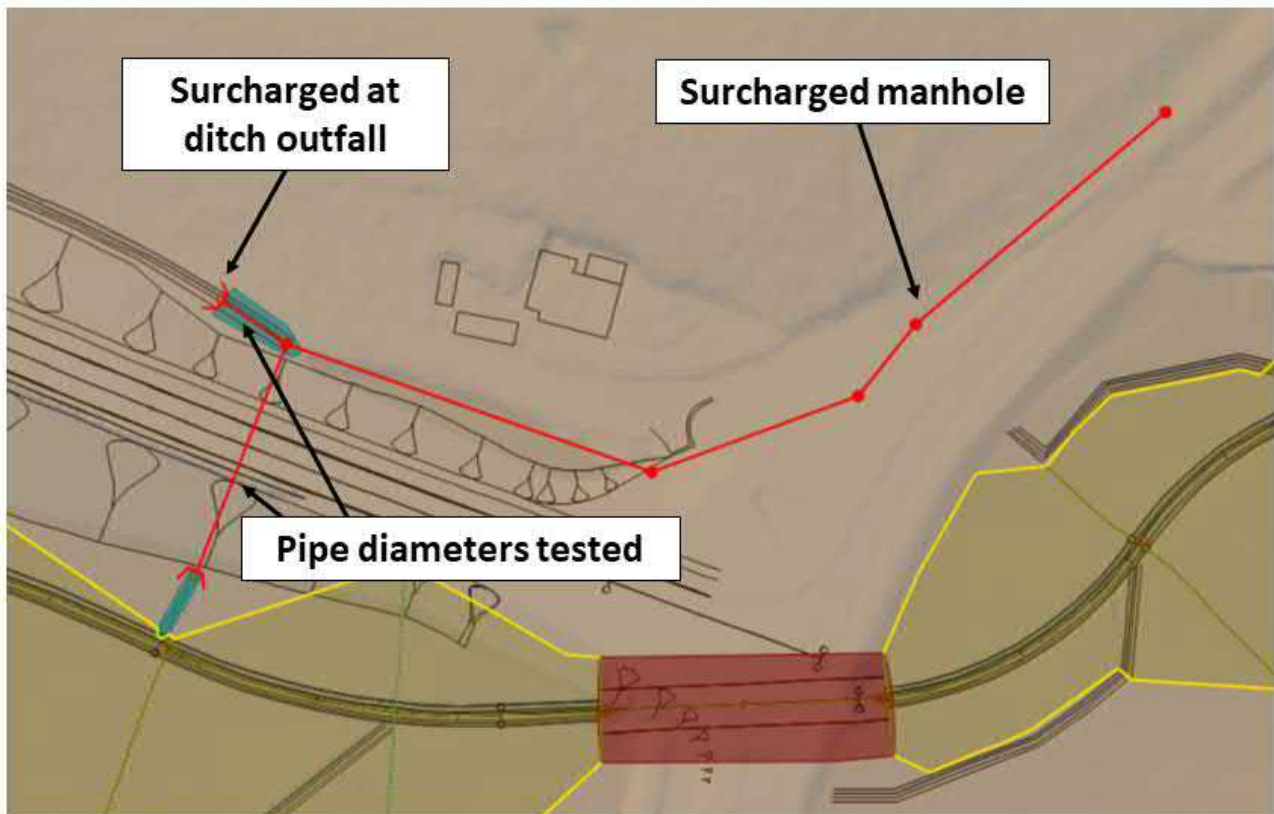 Surcharged at
ditch outfall
Surcharged manhole
Pipe diameters tested